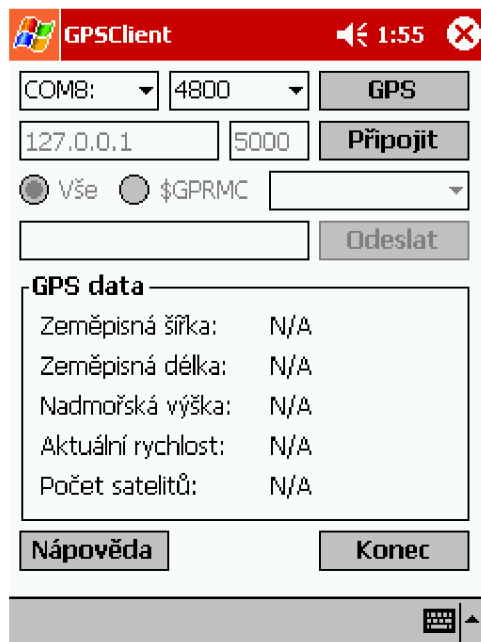 GPSClient 1:55
COM8: 4800 GPS
127.0.0.1 5000 Připojit
Vše $GPRMC
Odeslat
GPS data
Zeměpisná šířka: N/A
Zeměpisná délka: N/A
Nadmořská výška: N/A
Aktuální rychlost: N/A
Počet satelitů: N/A
Nápověda Konec